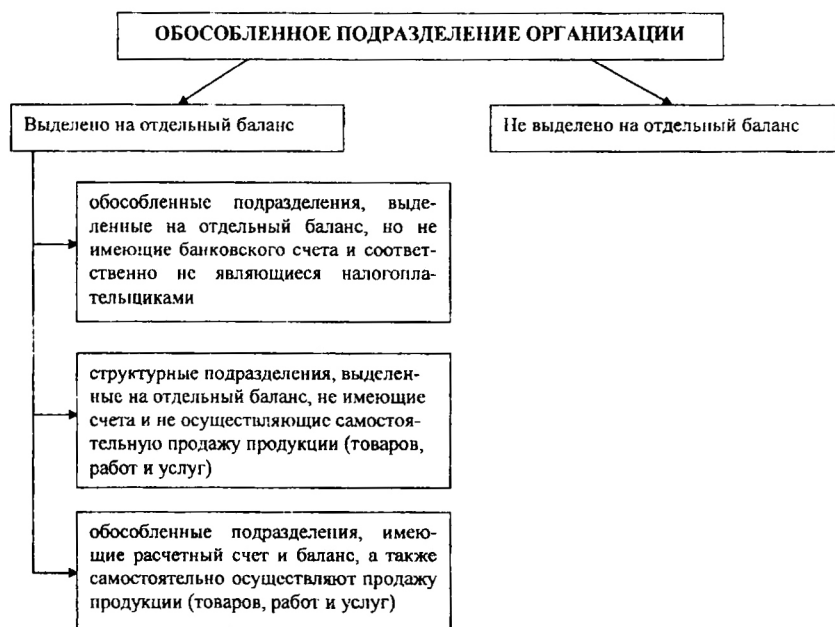 ОБОСОБЛЕННОЕ ПОДРАЗДЕЛЕНИЕ ОРГАНИЗАЦИИ
Выделено на отдельный баланс
Не выделено на отдельный баланс
обособленные подразделения, выде-
ленные на отдельный баланс, но не
имеющие банковского счета и соответ-
ственно не являющиеся налогопла-
тельщиками
структурные подразделения, выделен-
ные на отдельный баланс, не имеющие
счета и не осуществляющие самостоя-
тельную продажу продукции (товаров,
работ и услуг)
обособленные подразделения, имею-
щие расчетный счет и баланс, а также
самостоятельно осуществляют продажу
продукции (товаров, работ и услуг)